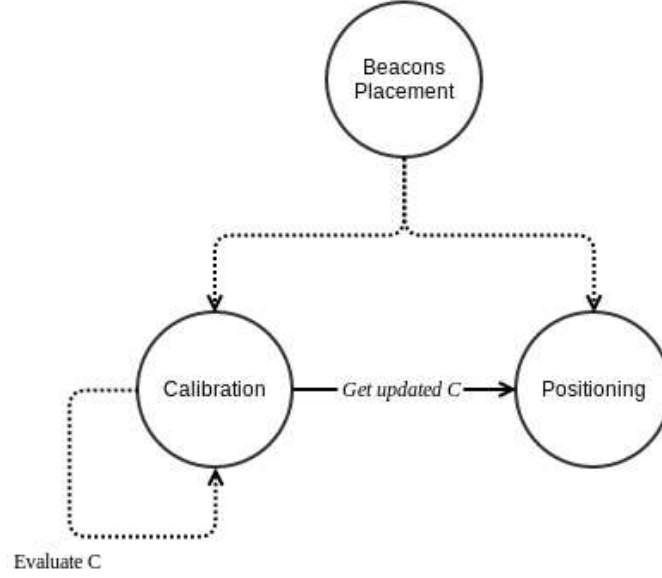 Beacons
Placement
Calibration
Get updated C
Positioning
Evaluate C